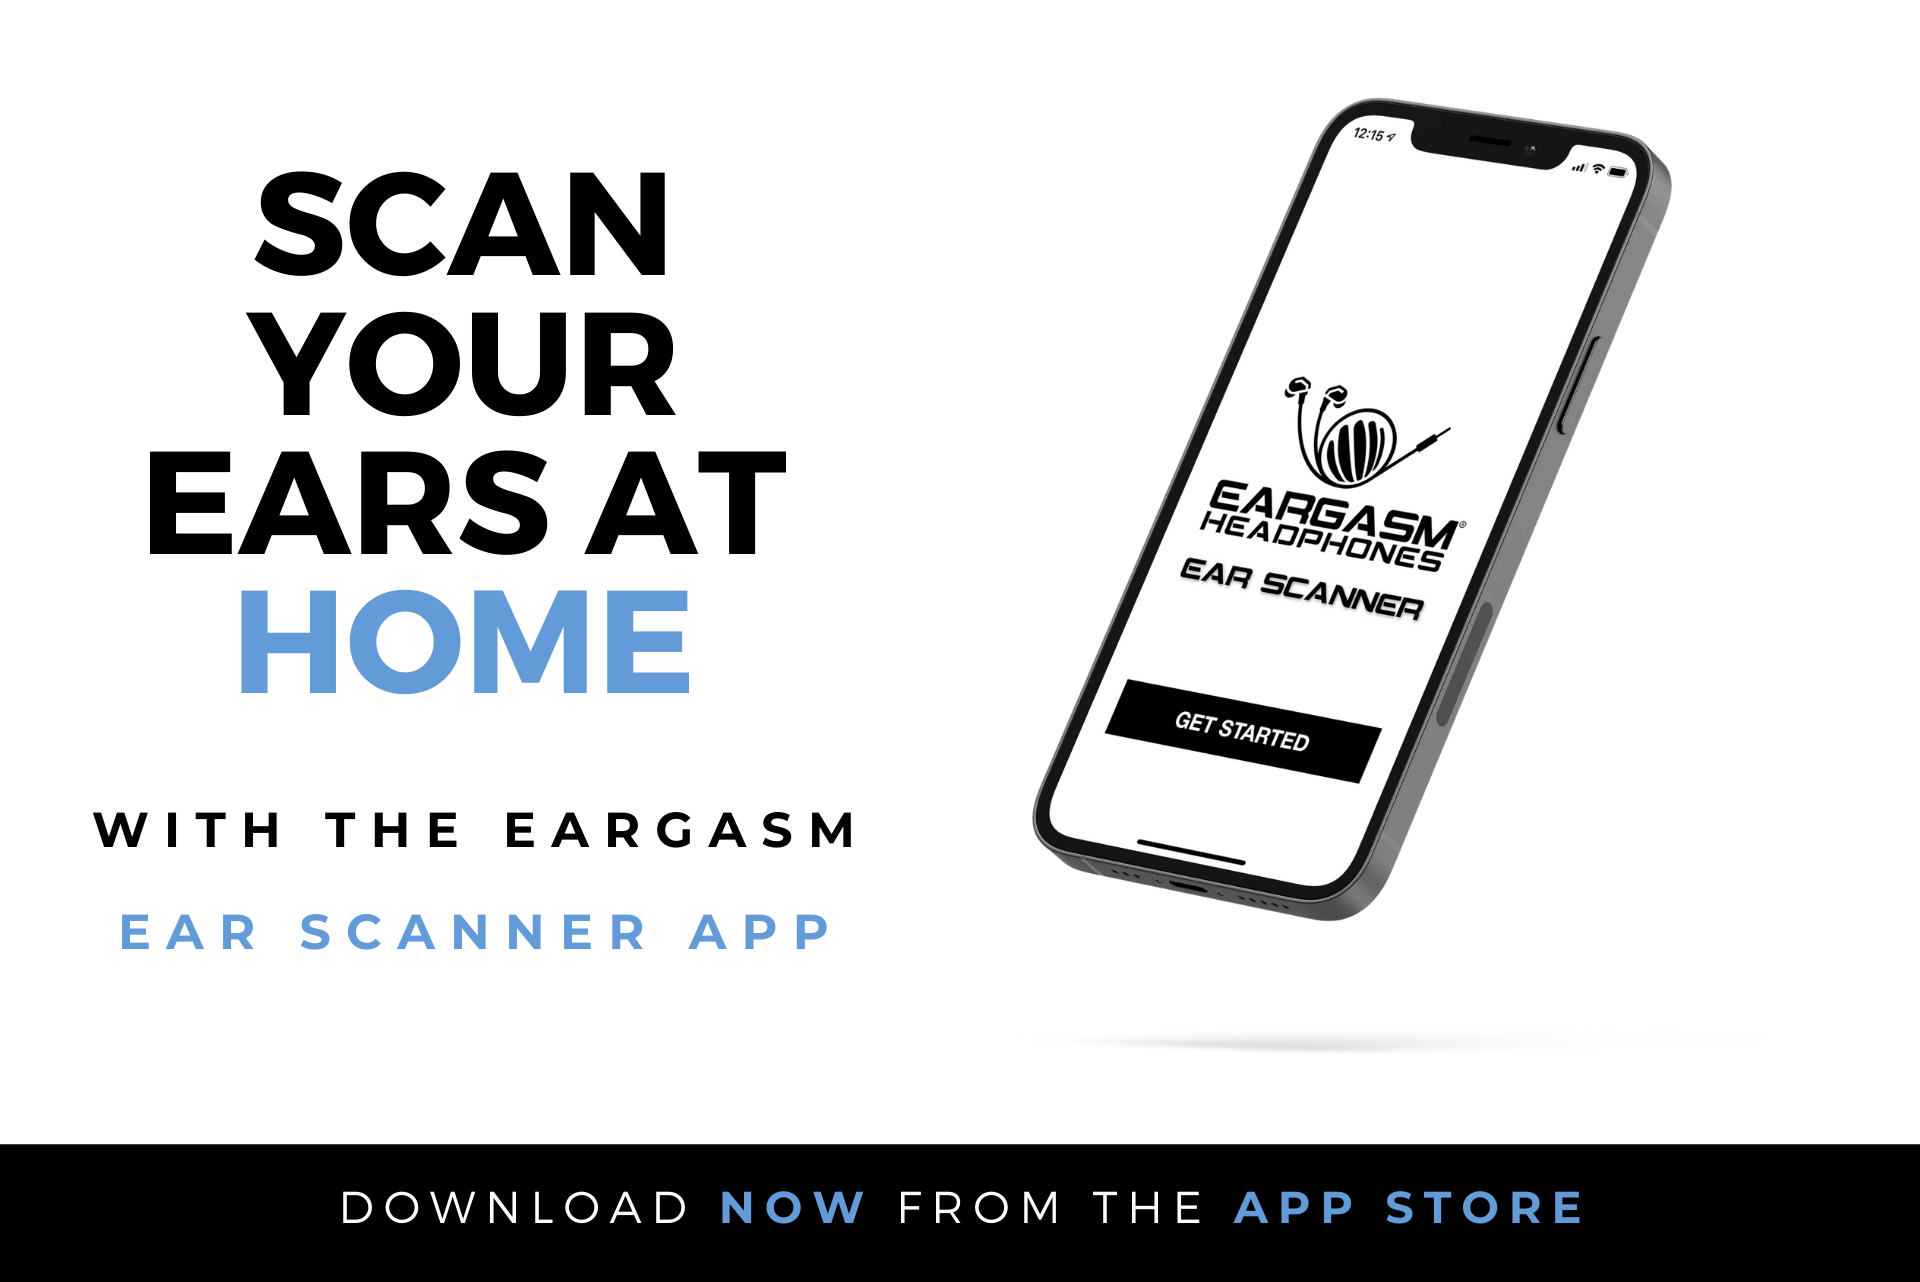 SCAN
YOUR
EARS AT
HOME
WITH THE EARGASM
EAR SCANNER APP
12:15
EARGASM®
HEADPHONES
EAR SCANNER
GET STARTED
DOWNLOAD NOW FROM THE APP STORE